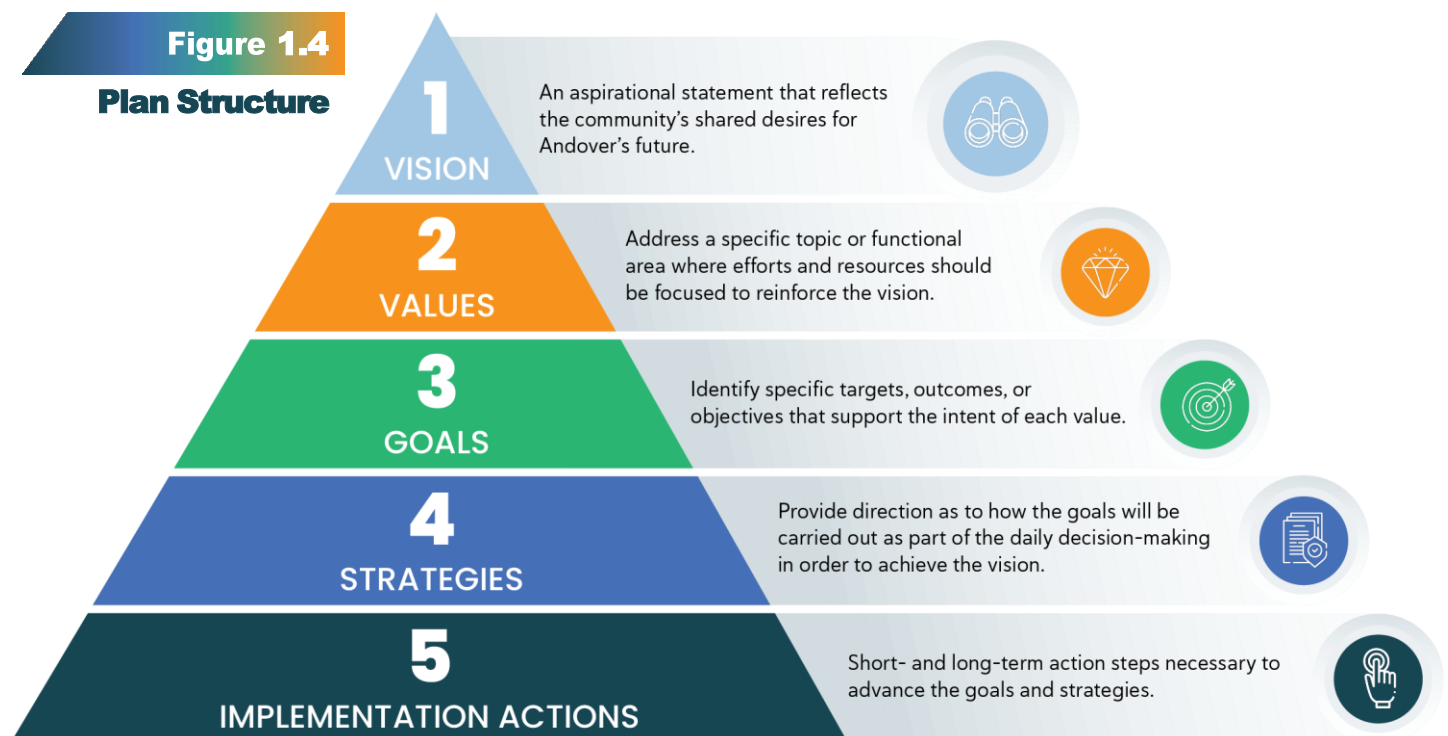 Figure 1.4
Plan Structure
1
VISION
An aspirational statement that reflects
the community’s shared desires for
Andover’s future.
2
VALUES
Address a specific topic or functional
area where efforts and resources should
be focused to reinforce the vision.
3
GOALS
Identify specific targets, outcomes, or
objectives that support the intent of each value.
4
STRATEGIES
Provide direction as to how the goals will be
carried out as part of the daily decision-making
in order to achieve the vision.
5
IMPLEMENTATION ACTIONS
Short- and long-term action steps necessary to
advance the goals and strategies.